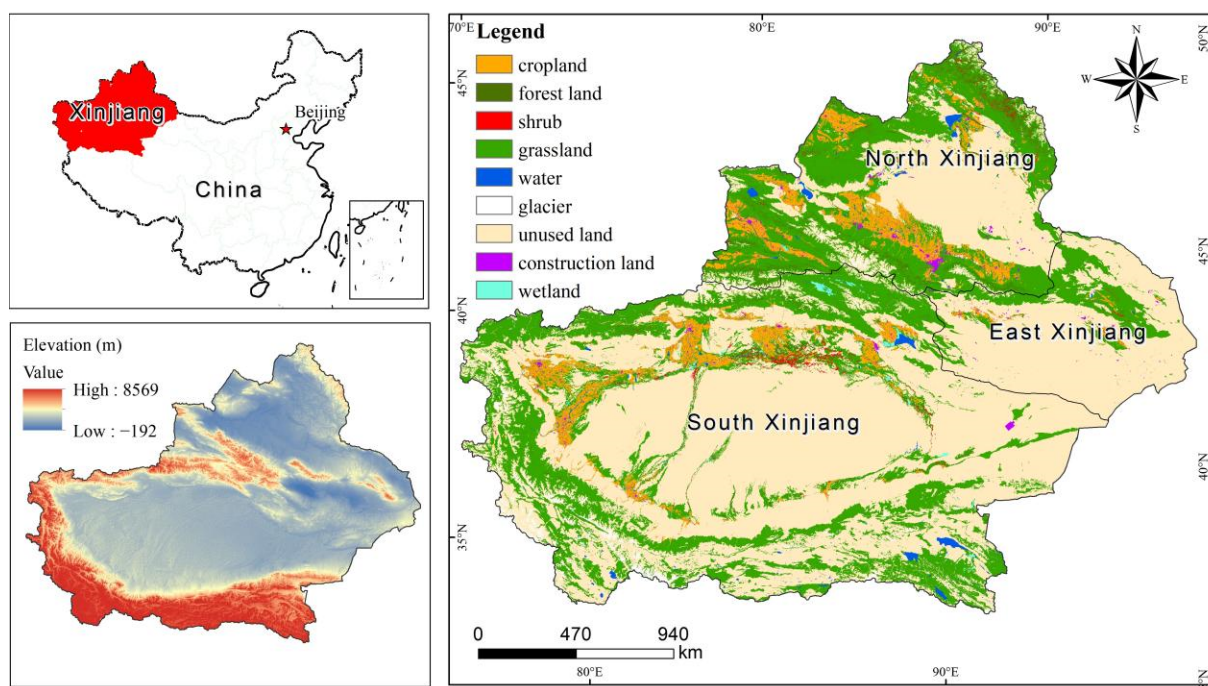 Xinjiang
Beijing
China
Elevation (m)
Value
High : 8569
Low : −192
70°E
80°E
90°E
50°N
45°N
40°N
35°N
45°N
40°N
80°E
90°E
Legend
cropland
forest land
shrub
grassland
water
glacier
unused land
construction land
wetland
N
W
E
S
North Xinjiang
East Xinjiang
South Xinjiang
0 470 940
km